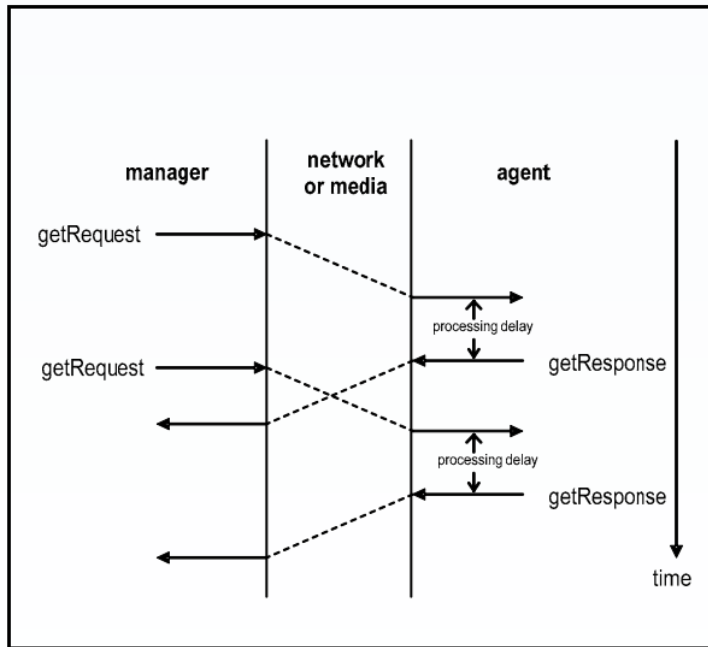 manager
network
or media
agent
getRequest
processing delay
getRequest
getResponse
processing delay
getResponse
time